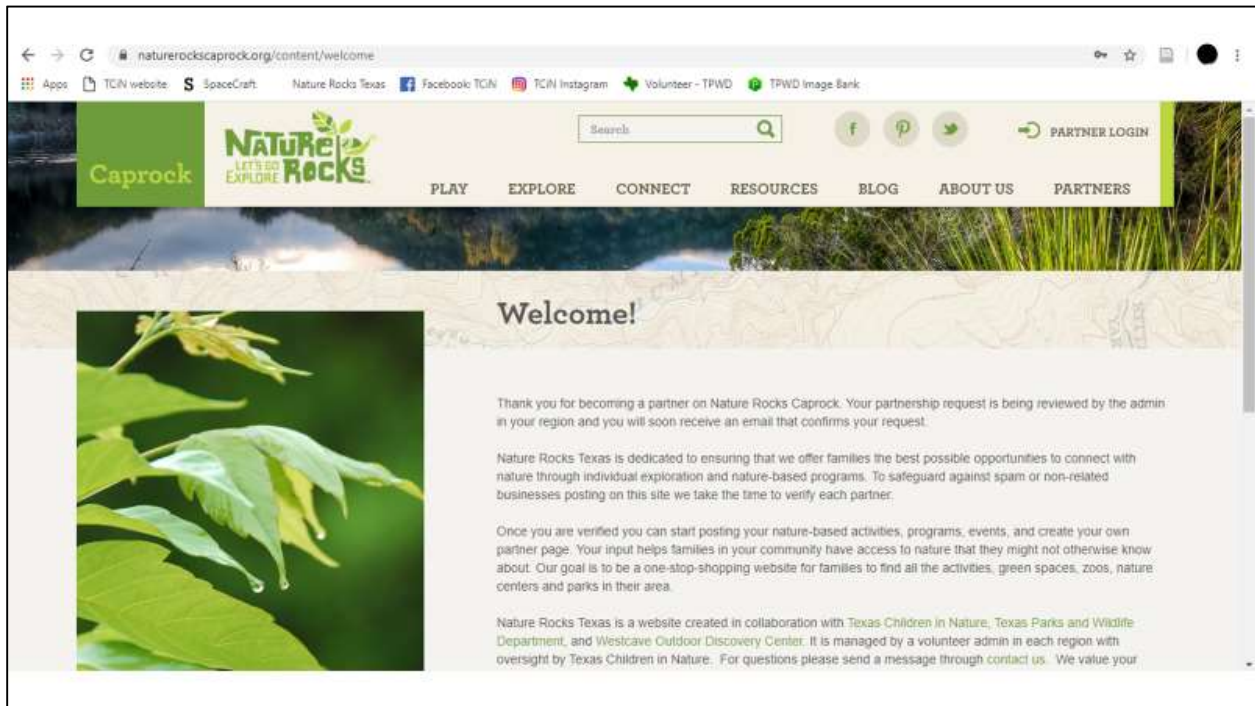 naturerockscaprock.org/content/welcome
Apps TCiN website S SpaceCraft Nature Rocks Texas Facebook: TCiN TCiN Instagram Volunteer - TPWD TPWD Image Bank
Caprock
NATURE
LET'S GO
EXPLORE ROCKS
Search
PARTNER LOGIN
PLAY EXPLORE CONNECT RESOURCES BLOG ABOUT US PARTNERS
Welcome!
Thank you for becoming a partner on Nature Rocks Caprock. Your partnership request is being reviewed by the admin
in your region and you will soon receive an email that confirms your request.
Nature Rocks Texas is dedicated to ensuring that we offer families the best possible opportunities to connect with
nature through individual exploration and nature-based programs. To safeguard against spam or non-related
businesses posting on this site we take the time to verify each partner.
Once you are verified you can start posting your nature-based activities, programs, events, and create your own
partner page. Your input helps families in your community have access to nature that they might not otherwise know
about. Our goal is to be a one-stop-shopping website for families to find all the activities, green spaces, zoos, nature
centers and parks in their area.
Nature Rocks Texas is a website created in collaboration with Texas Children in Nature, Texas Parks and Wildlife
Department, and Westcave Outdoor Discovery Center. It is managed by a volunteer admin in each region with
oversight by Texas Children in Nature. For questions please send a message through contact us. We value your